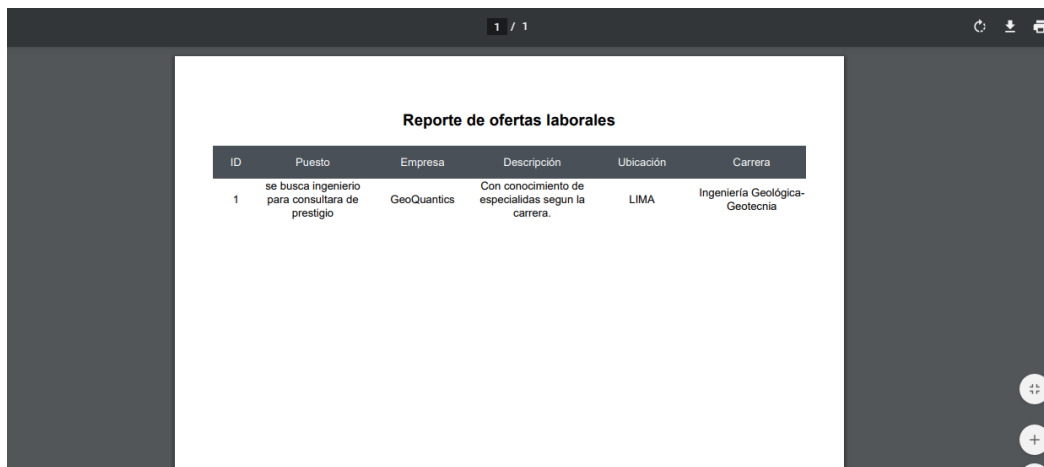 1 / 1
Reporte de ofertas laborales
ID Puesto Empresa Descripción Ubicación Carrera
1 se busca ingenierio para consultara de prestigio GeoQuantics Con conocimiento de especialidas segun la carrera. LIMA Ingeniería Geológica-Geotecnia